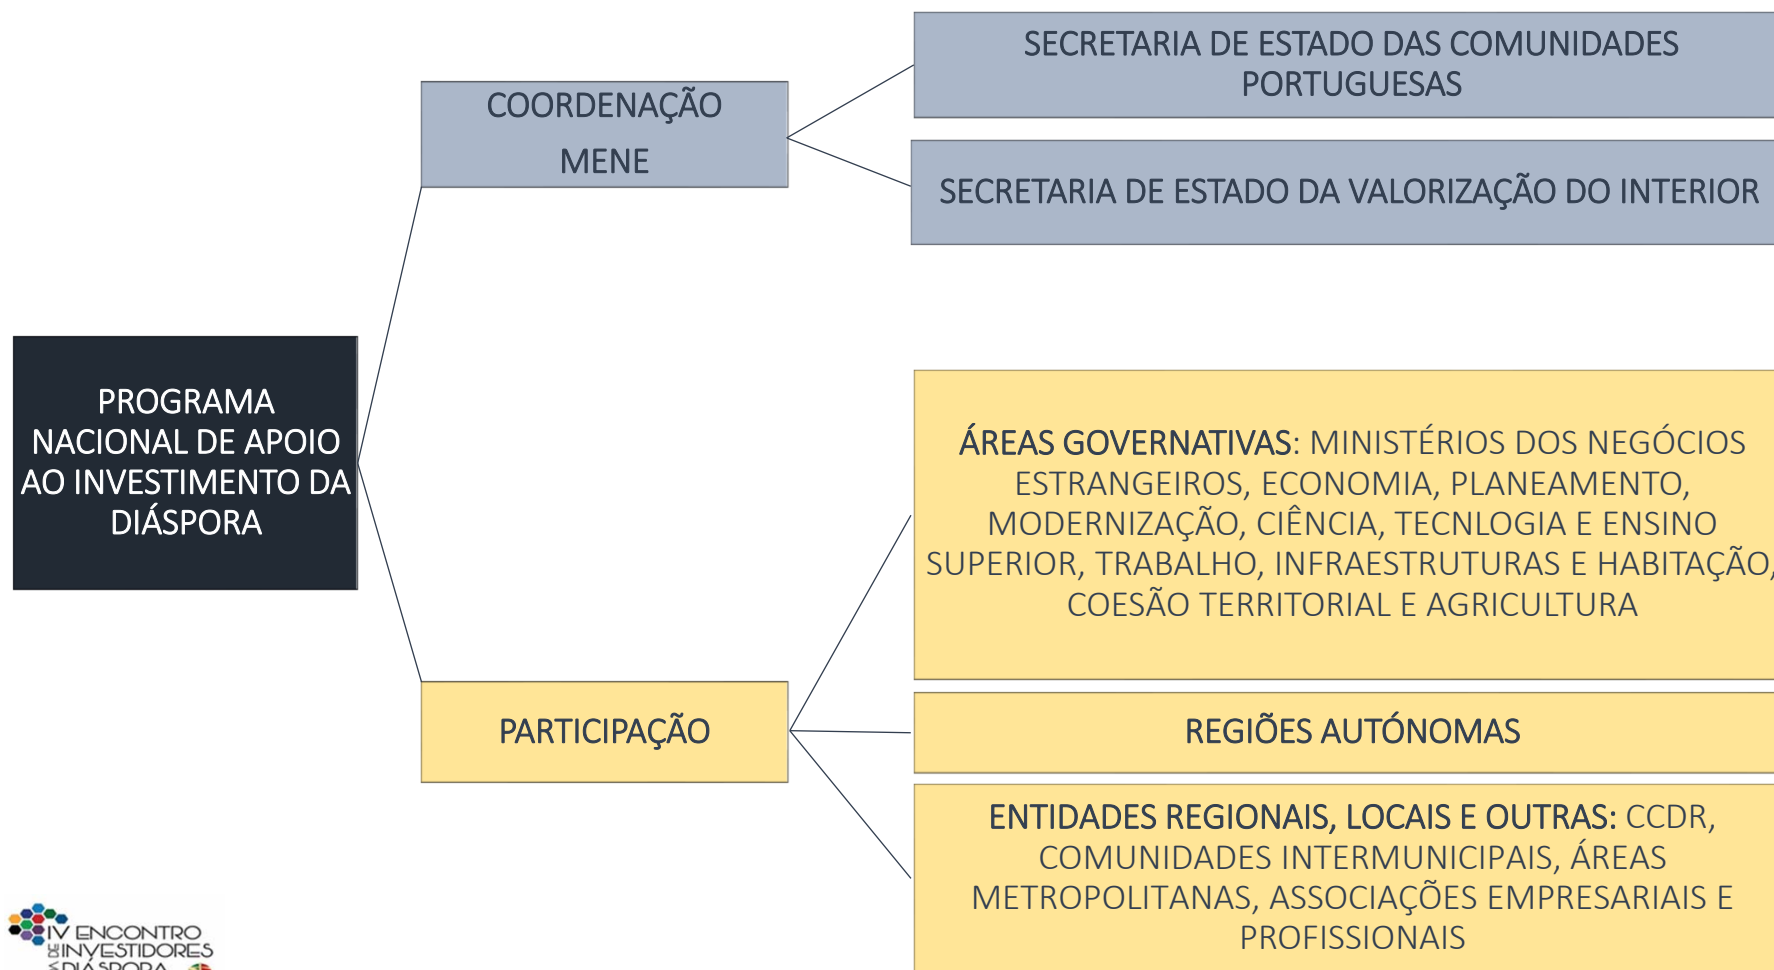 SECRETARIA DE ESTADO DAS COMUNIDADES
PORTUGUESAS
COORDENAÇÃO
MENE
SECRETARIA DE ESTADO DA VALORIZAÇÃO DO INTERIOR
PROGRAMA
NACIONAL DE APOIO
AO INVESTIMENTO DA
DIÁSPORA
ÁREAS GOVERNATIVAS: MINISTÉRIOS DOS NEGÓCIOS
ESTRANGEIROS, ECONOMIA, PLANEAMENTO,
MODERNIZAÇÃO, CIÊNCIA, TECNLOGIA E ENSINO
SUPERIOR, TRABALHO, INFRAESTRUTURAS E HABITAÇÃO,
COESÃO TERRITORIAL E AGRICULTURA
PARTICIPAÇÃO
REGIÕES AUTÓNOMAS
ENTIDADES REGIONAIS, LOCAIS E OUTRAS: CCDR,
COMUNIDADES INTERMUNICIPAIS, ÁREAS
METROPOLITANAS, ASSOCIAÇÕES EMPRESARIAIS E
PROFISSIONAIS
IV ENCONTRO
DE INVESTIDORES
DIÁSPORA